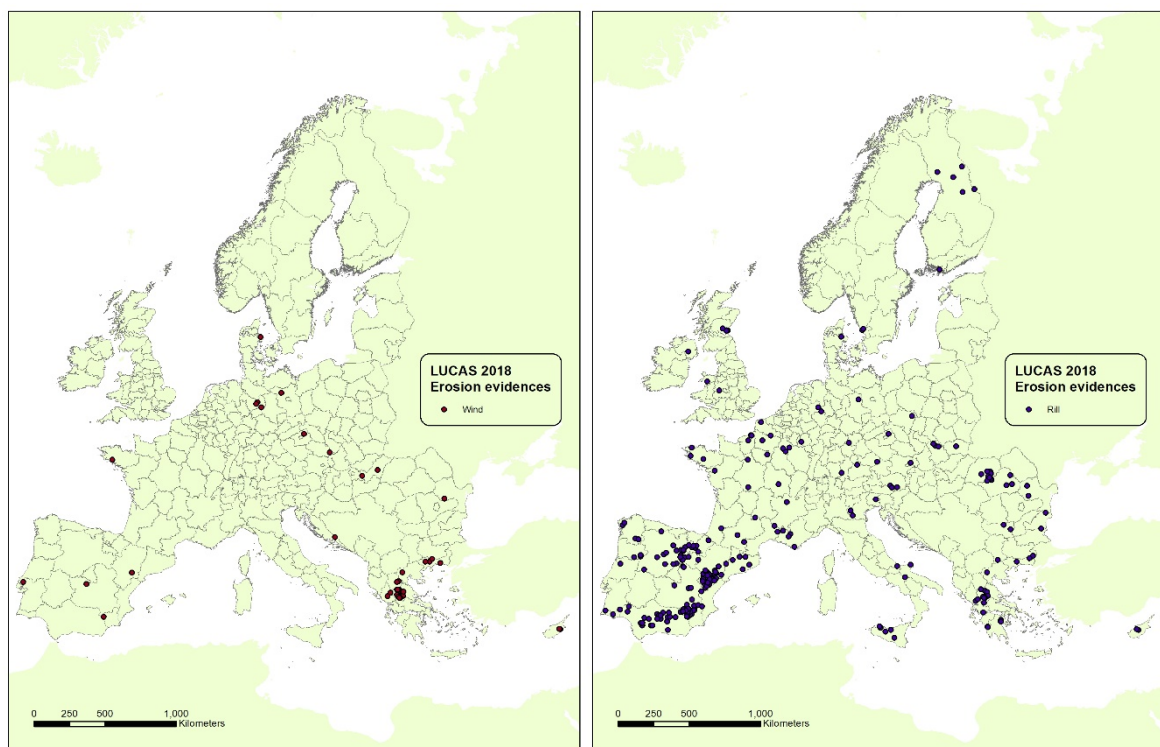 LUCAS 2018
Erosion evidences
Wind
0 250 500 1,000
Kilometers
LUCAS 2018
Erosion evidences
Rill
0 250 500 1,000
Kilometers